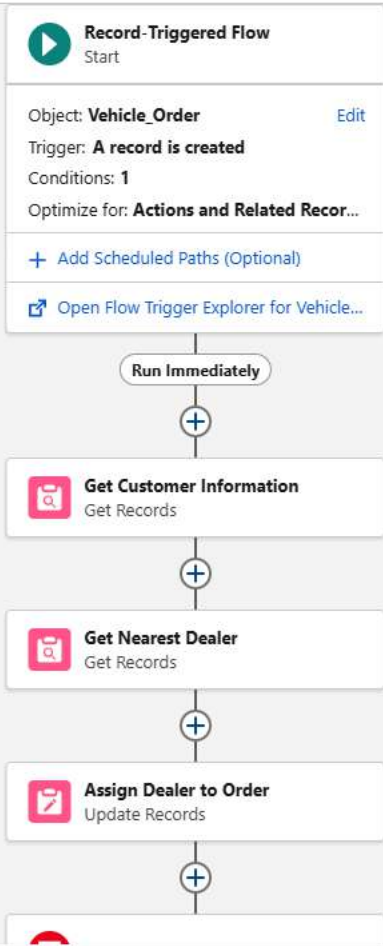 Record-Triggered Flow
Start
Object: Vehicle_Order Edit
Trigger: A record is created
Conditions: 1
Optimize for: Actions and Related Recor...
+ Add Scheduled Paths (Optional)
Open Flow Trigger Explorer for Vehicle...
Run Immediately
Get Customer Information
Get Records
Get Nearest Dealer
Get Records
Assign Dealer to Order
Update Records